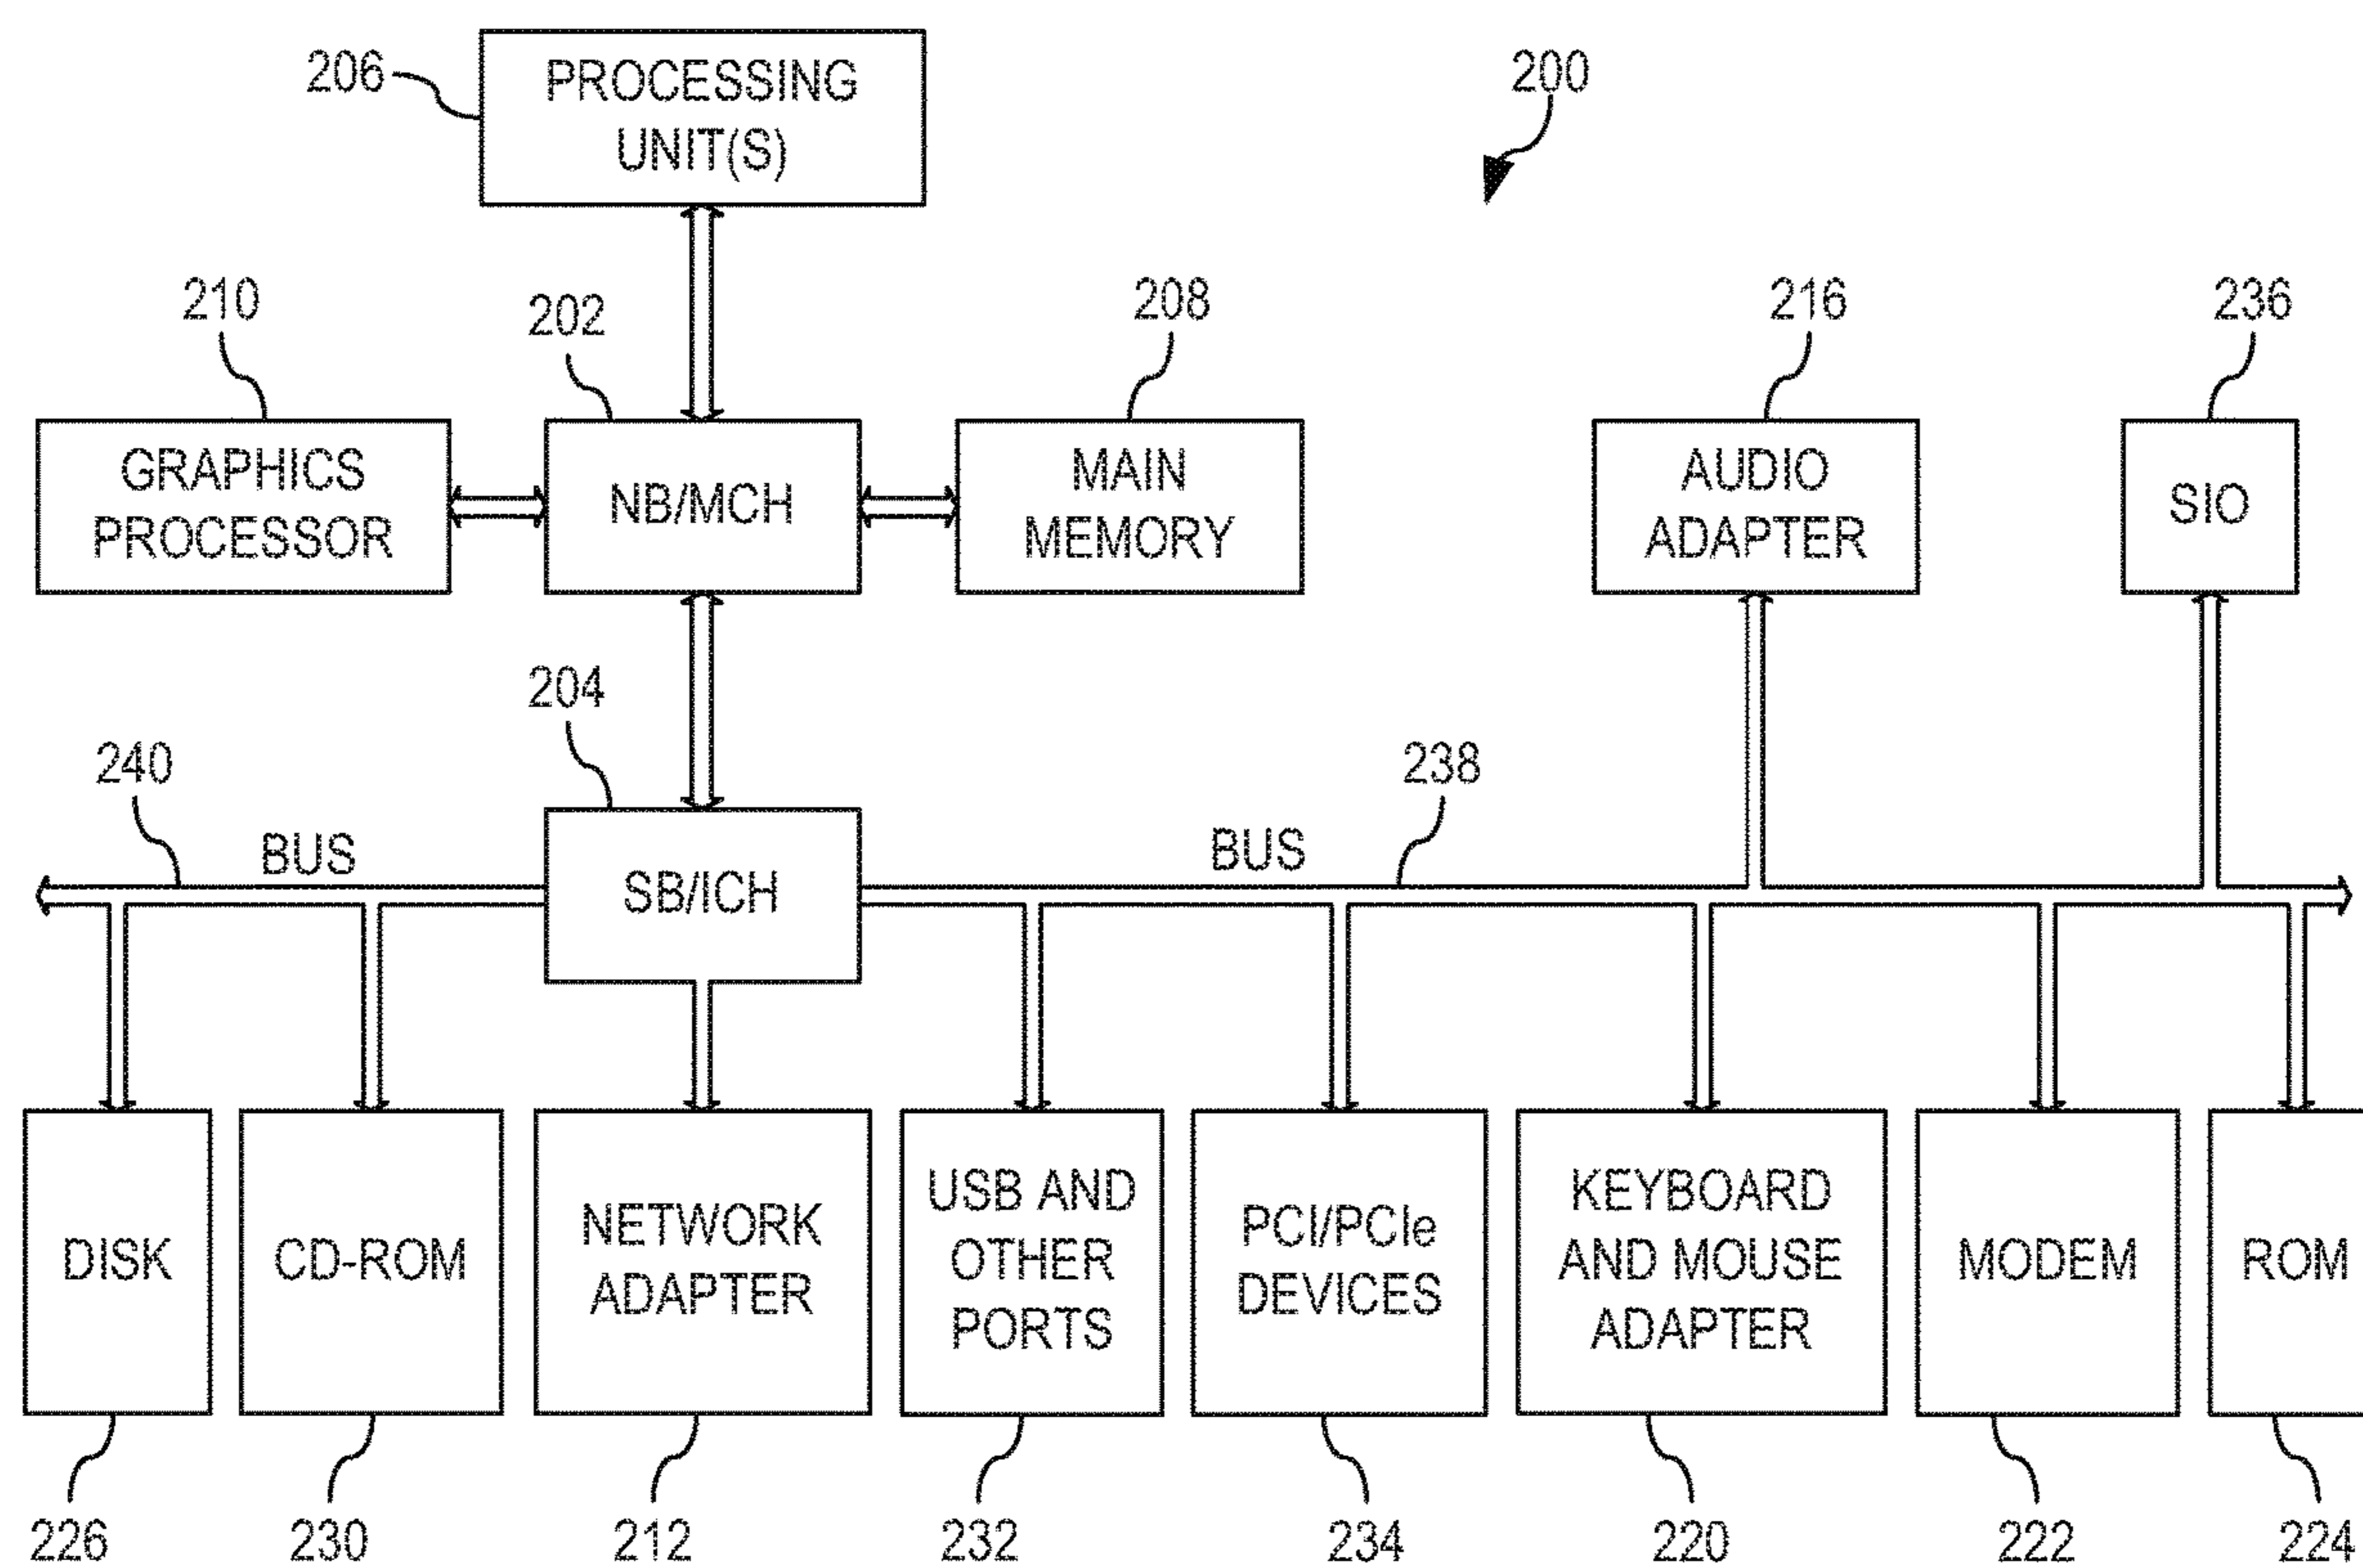 206
PROCESSING
UNIT(S)
200
210
202
208
216
236
GRAPHICS
PROCESSOR
NB/MCH
MAIN
MEMORY
AUDIO
ADAPTER
SIO
204
240
238
BUS
BUS
SB/ICH
DISK
CD-ROM
NETWORK
ADAPTER
USB AND
OTHER
PORTS
PCI/PCIe
DEVICES
KEYBOARD
AND MOUSE
ADAPTER
MODEM
ROM
226
230
212
232
234
220
222
224